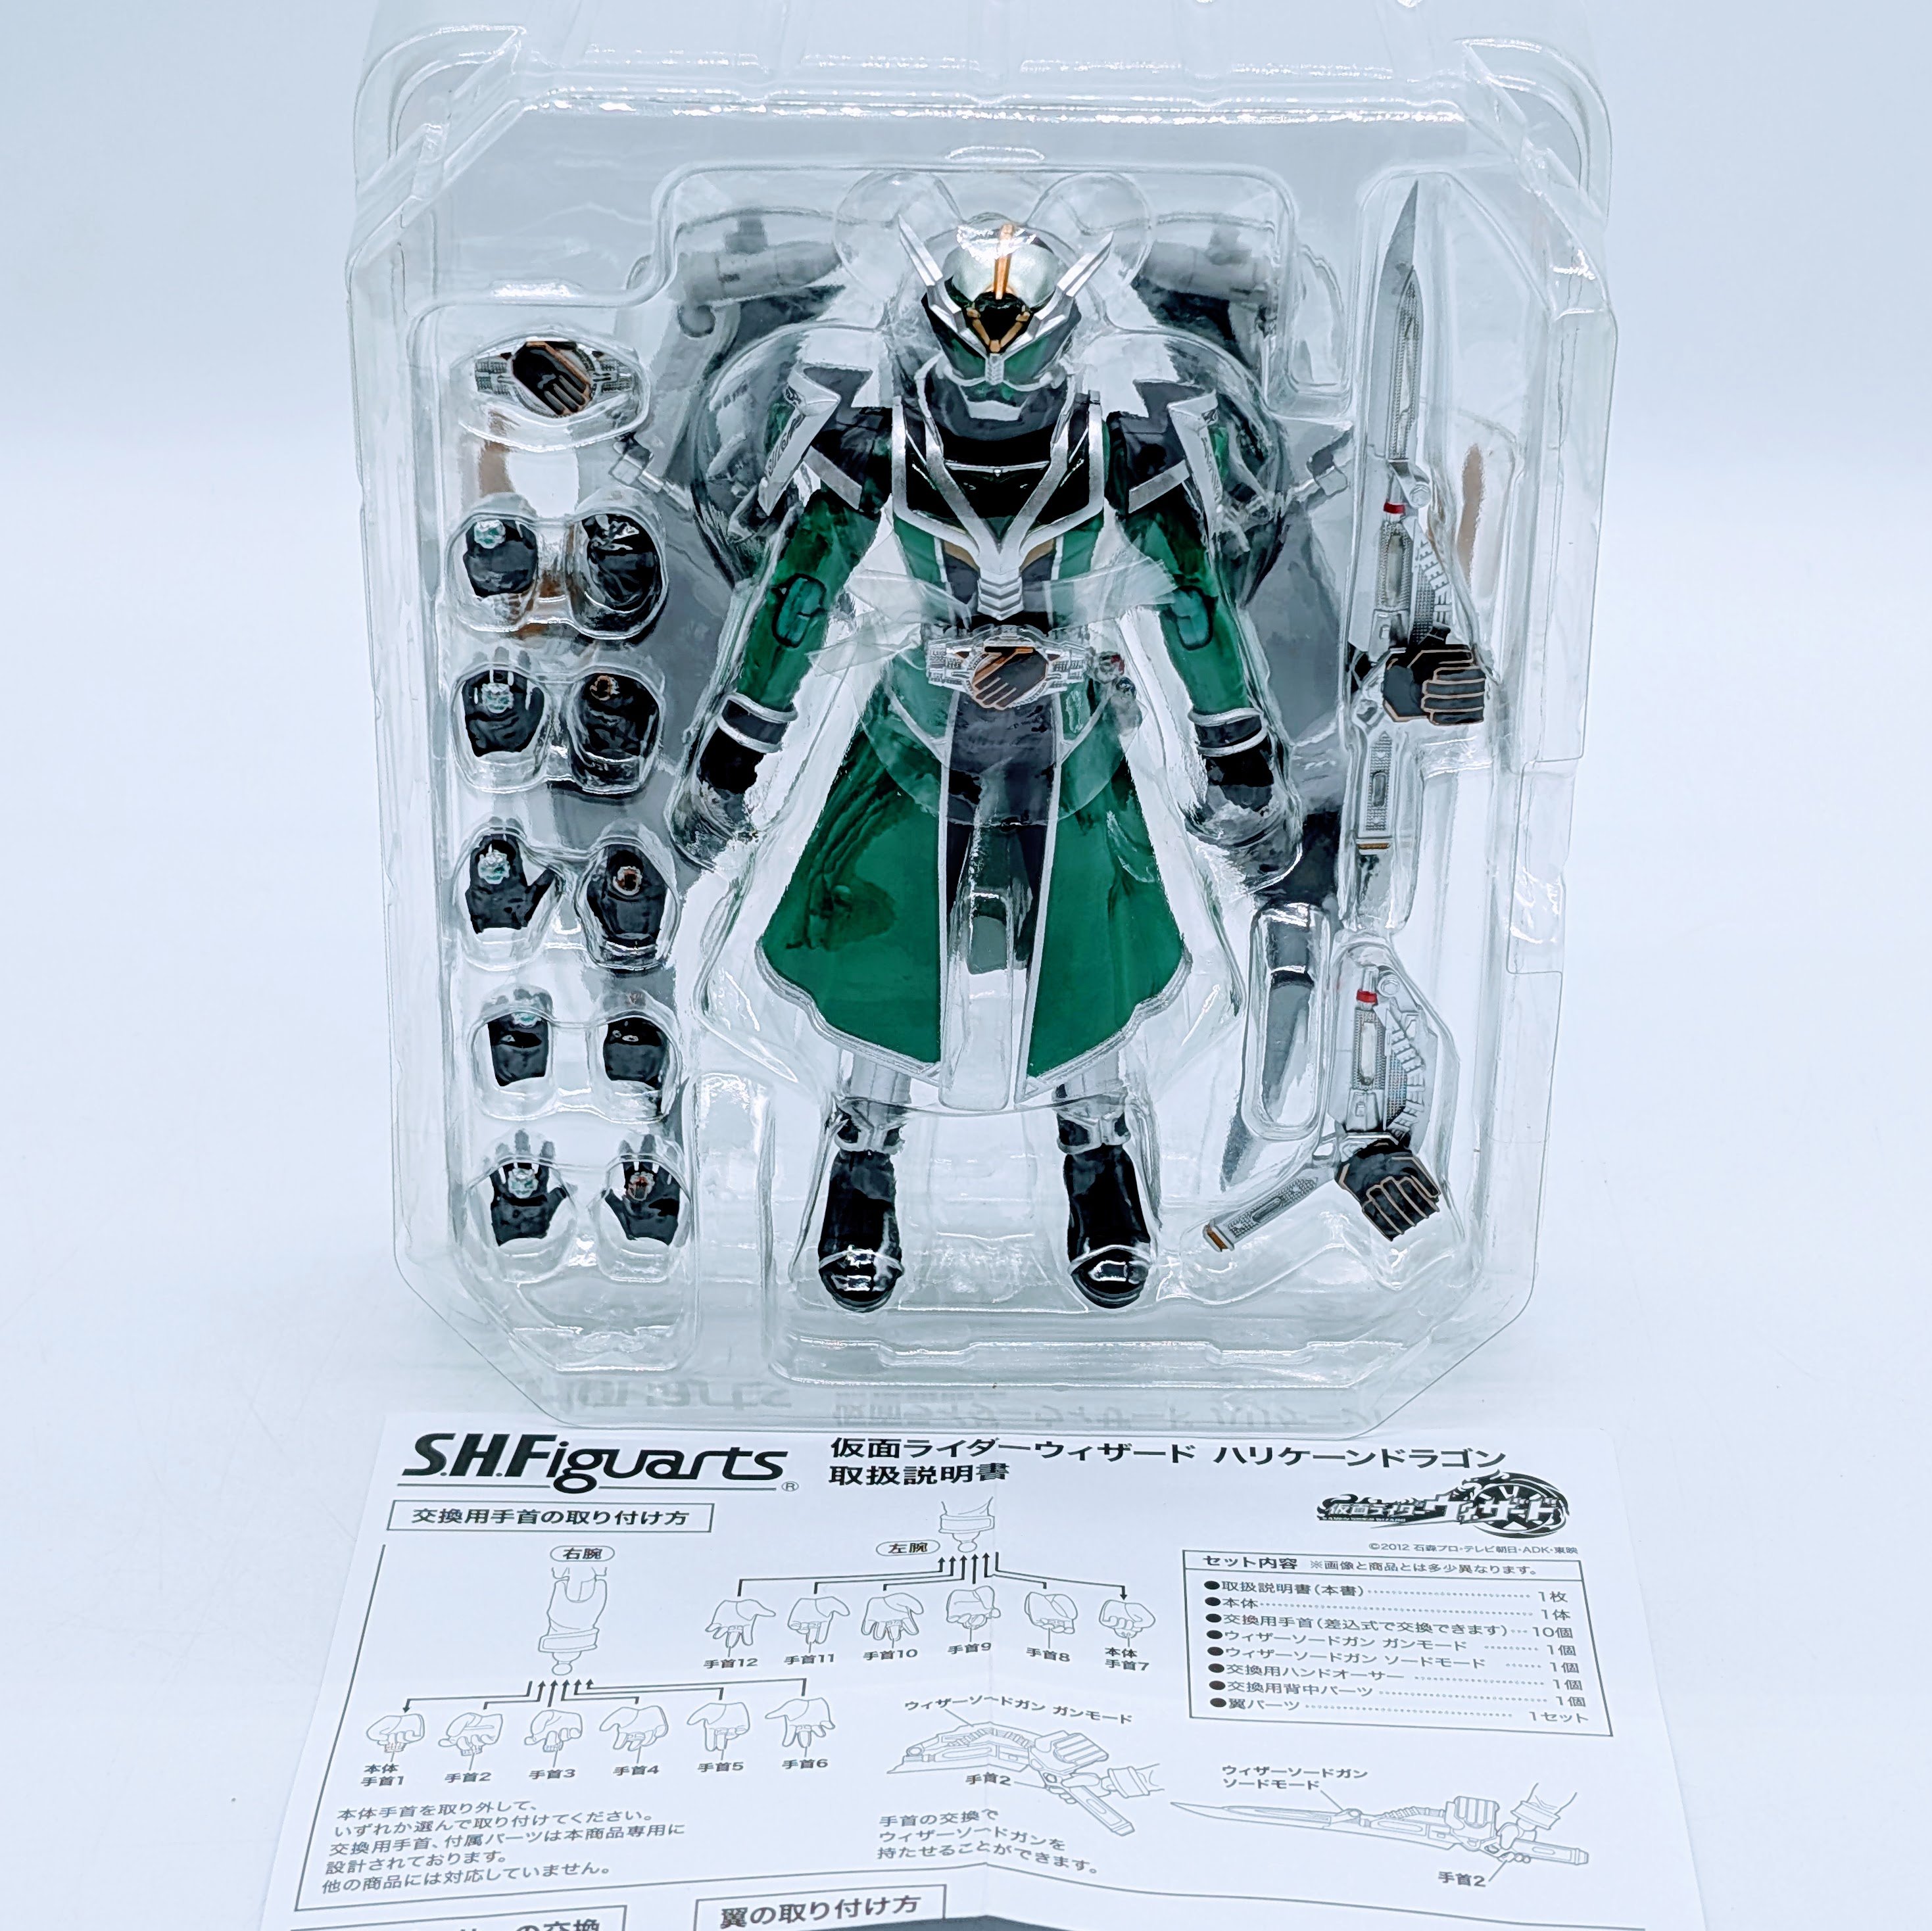 S.H.Figuarts®
仮面ライダーウィザード ハリケーンドラゴン
取扱説明書
仮面ライダーウィザード
©2012 石森プロ・テレビ朝日・ADK・東映
交換用手首の取り付け方
右腕
左腕
手首12
手首11
手首10
手首9
手首8
本体
手首7
本体
手首1
手首2
手首3
手首4
手首5
手首6
本体手首を取り外して、
いずれか選んで取り付けてください。
交換用手首、付属パーツは本商品専用に
設計されております。
他の商品には対応していません。
セット内容 ※画像と商品とは多少異なります。
●取扱説明書(本書)…………1枚
●本体…………1体
●交換用手首(差込式で交換できます)…10個
●ウィザーソードガン ガンモード………1個
●ウィザーソードガン ソードモード……1個
●交換用ハンドオーサー…………1個
●交換用背中パーツ…………1個
●翼パーツ…………1セット
ウィザーソードガン ガンモード
手首2
手首の交換で
ウィザーソードガンを
持たせることができます。
ウィザーソードガン
ソードモード
手首2
の交換
翼の取り付け方